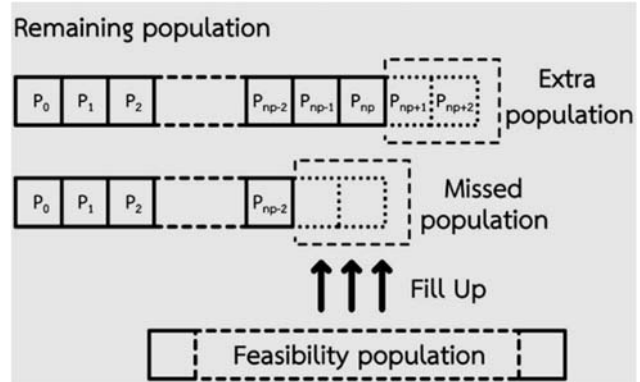 Remaining population
P₀ P₁ P₂ Pnp-2 Pnp-1 Pnp Pnp+1 Pnp+2
Extra
population
P₀ P₁ P₂ Pnp-2
Missed
population
Fill Up
Feasibility population